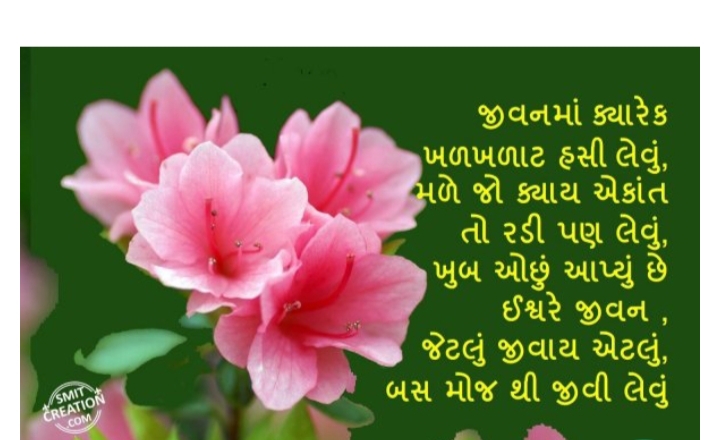 જીવનમાં ક્યારેક
ખળખળાટ હસી લેવું,
મળે જો ક્યાય એકાંત
તો રડી પણ લેવું,
ખુબ ઓછું આપ્યું છે
ઈશ્વરે જીવન ,
જેટલું જીવાય એટલું,
બસ મોજ થી જીવી લેવું
SMIT
CREATION
.COM